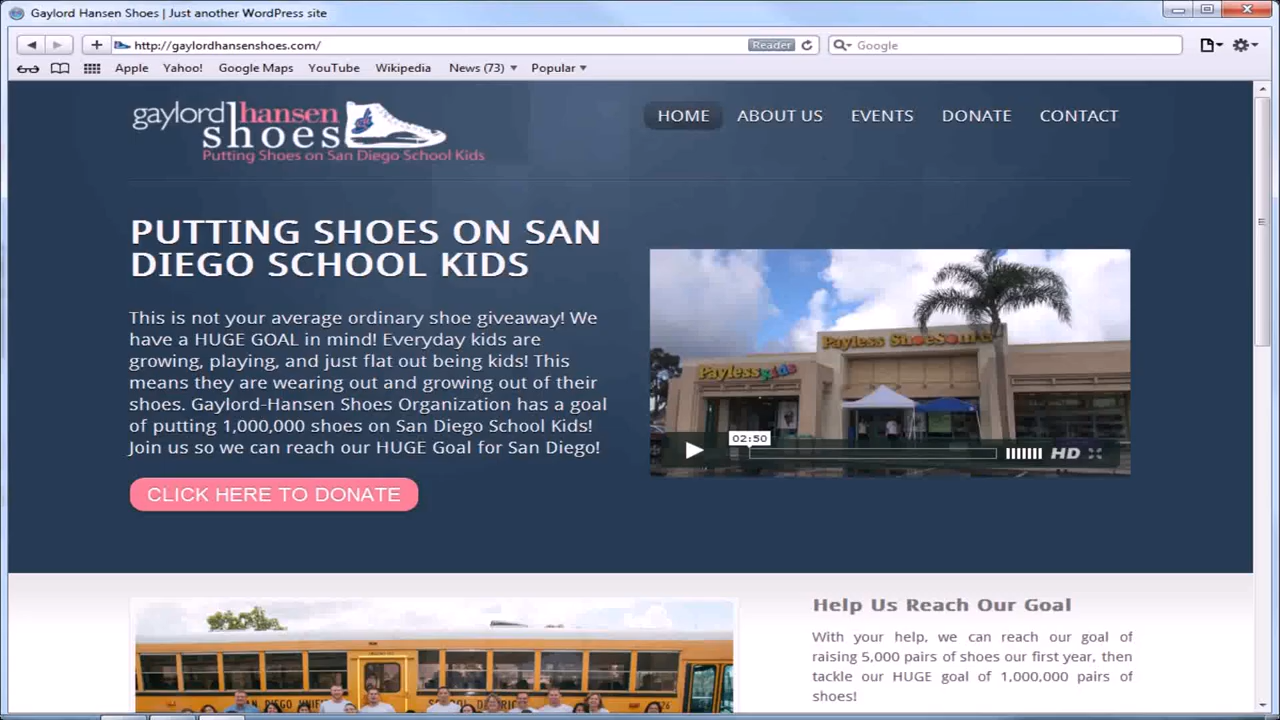 Gaylord Hansen Shoes | Just another WordPress site
http://gaylordhansenshoes.com/
Reader
Google
Apple
Yahoo!
Google Maps
YouTube
Wikipedia
News (73)
Popular
gaylord hansen
shoes
Putting Shoes on San Diego School Kids
HOME
ABOUT US
EVENTS
DONATE
CONTACT
PUTTING SHOES ON SAN
DIEGO SCHOOL KIDS
This is not your average ordinary shoe giveaway! We
have a HUGE GOAL in mind! Everyday kids are
growing, playing, and just flat out being kids! This
means they are wearing out and growing out of their
shoes. Gaylord-Hansen Shoes Organization has a goal
of putting 1,000,000 shoes on San Diego School Kids!
Join us so we can reach our HUGE Goal for San Diego!
CLICK HERE TO DONATE
Payless ShoeSource
Payless kids
02:50
HD
Help Us Reach Our Goal
With your help, we can reach our goal of
raising 5,000 pairs of shoes our first year, then
tackle our HUGE goal of 1,000,000 pairs of
shoes!
SAN DIEGO UNIFIED SCHOOL DISTRICT